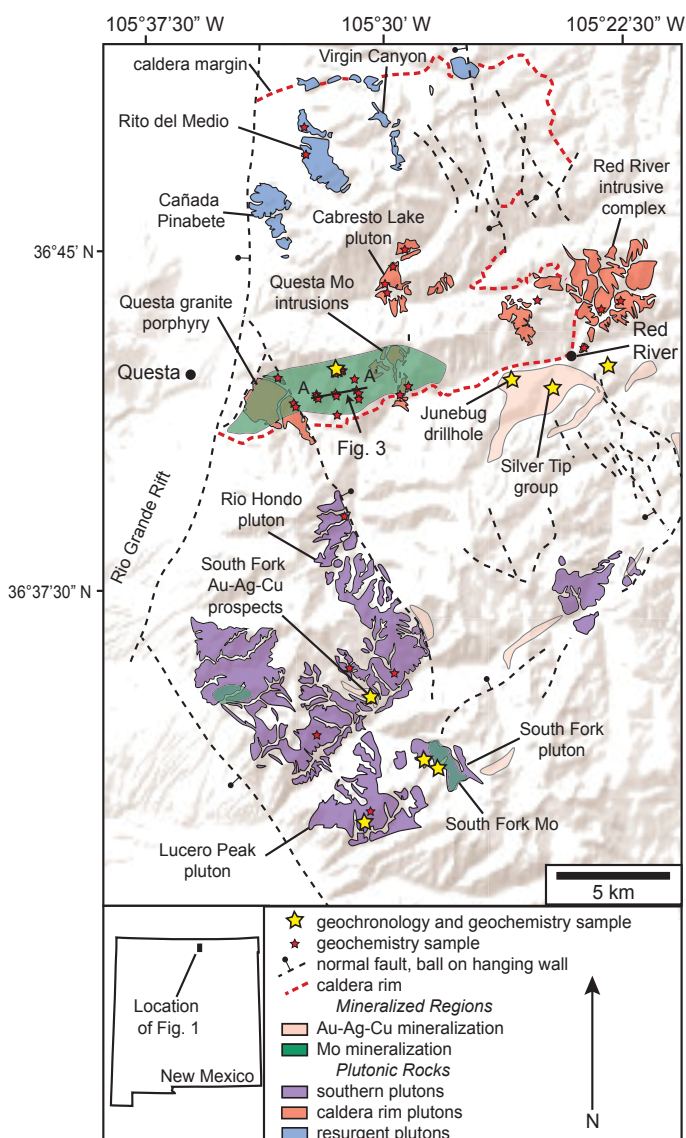 105°37'30” W
105°30” W
105°22'30” W
caldera margin
Virgin Canyon
Rito del Medio
Red River
intrusive
complex
Cañada
Pinabete
Cabresto Lake
pluton
36°45' N
Questa Mo
intrusions
Questa granite
porphyry
Red
River
Questa
A
A'
Junebug
drillhole
Fig. 3
Silver Tip
group
Rio Grande Rift
Rio Hondo
pluton
South Fork
Au-Ag-Cu
prospects
36°37'30” N
South Fork
pluton
South Fork Mo
Lucero Peak
pluton
5 km
geochronology and geochemistry sample
geochemistry sample
normal fault, ball on hanging wall
caldera rim
Mineralized Regions
Au-Ag-Cu mineralization
Mo mineralization
Plutonic Rocks
southern plutons
caldera rim plutons
resurgent plutons
Location
of Fig. 1
New Mexico
N